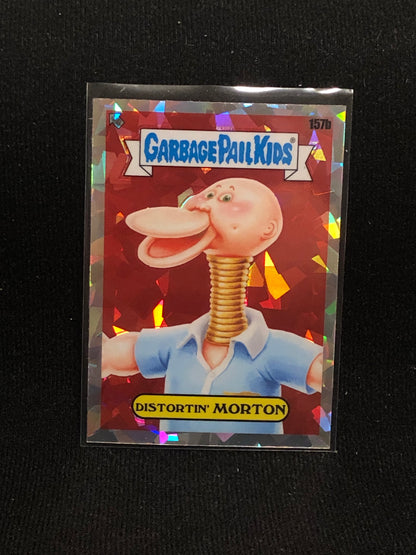 157b
GARBAGE PAIL KIDS®
DISTORTIN' MORTON